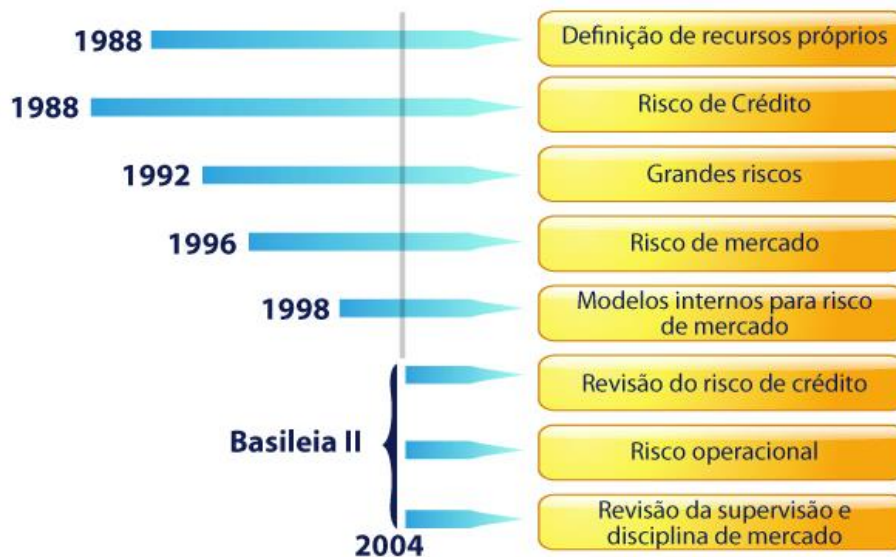 1988
Definição de recursos próprios
1988
Risco de Crédito
1992
Grandes riscos
1996
Risco de mercado
1998
Modelos internos para risco
de mercado
Revisão do risco de crédito
Basileia II
Risco operacional
Revisão da supervisão e
disciplina de mercado
2004